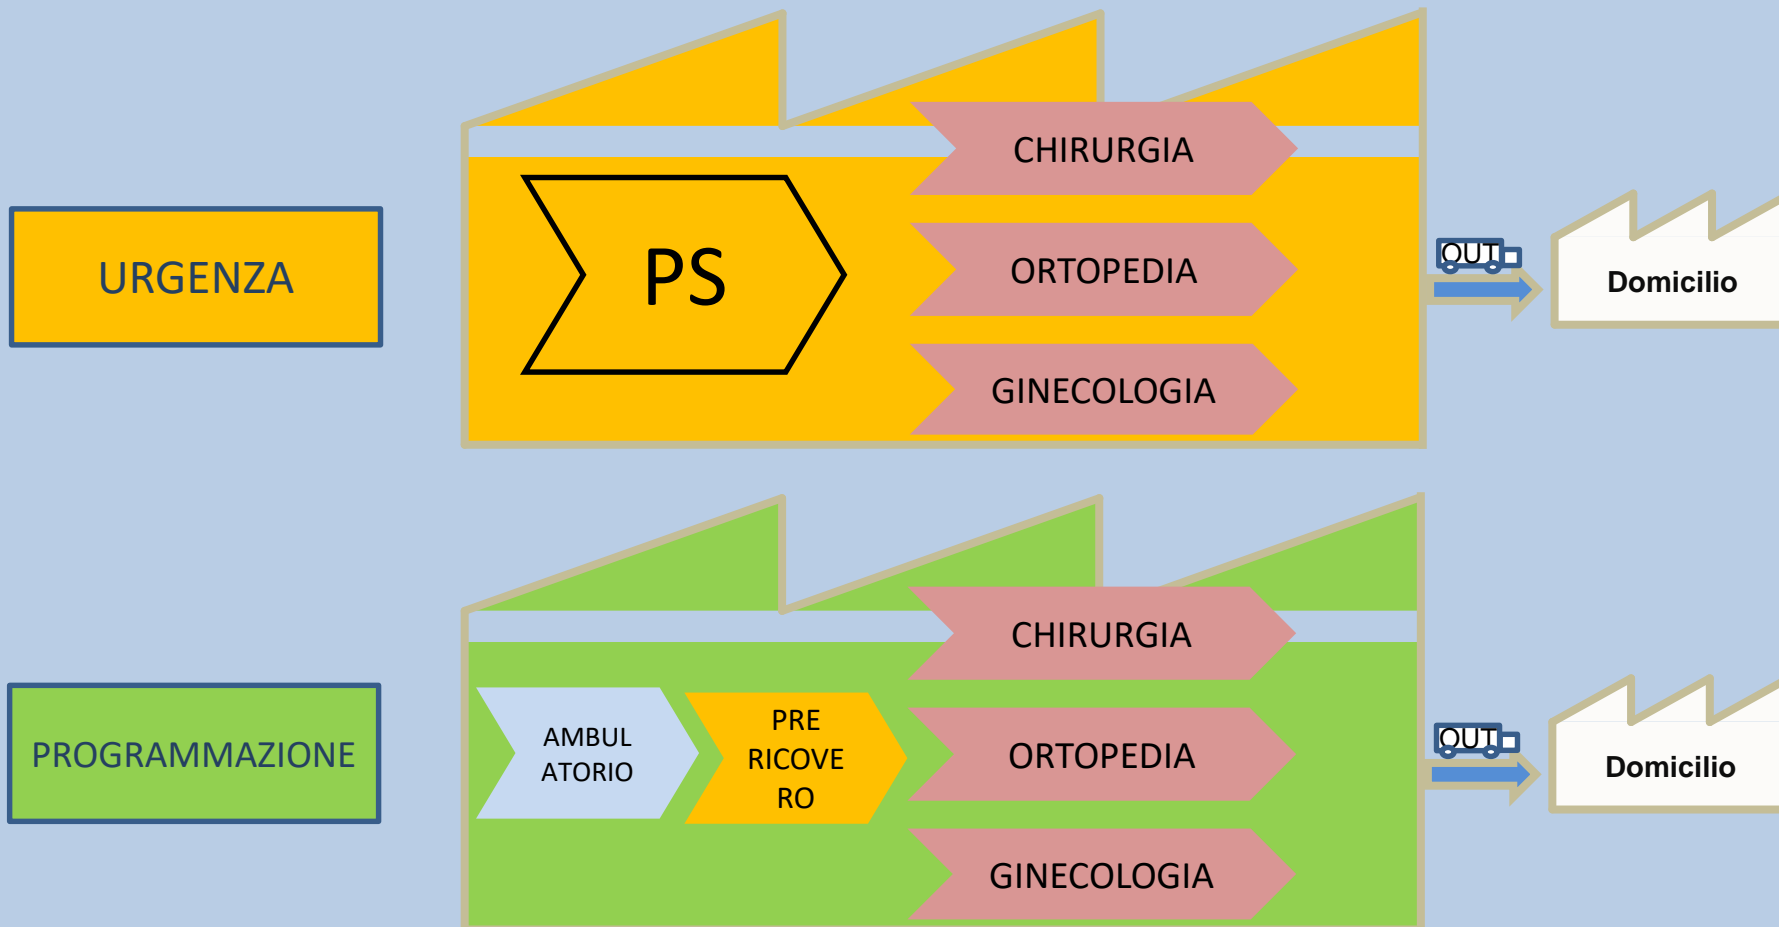 CHIRURGIA
URGENZA
PS
ORTOPEDIA
OUT
Domicilio
GINECOLOGIA
CHIRURGIA
PROGRAMMAZIONE
AMBUL
ATORIO
PRE
RICOVE
RO
ORTOPEDIA
OUT
Domicilio
GINECOLOGIA